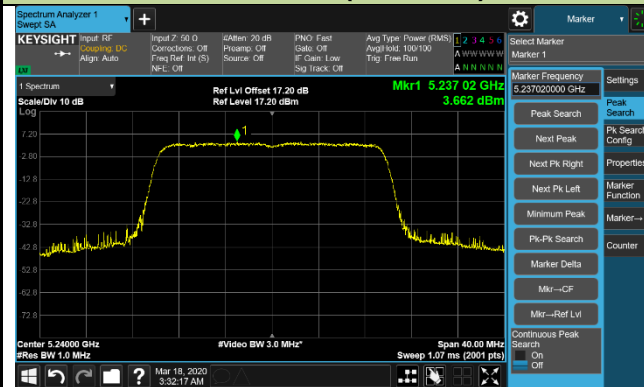 Spectrum Analyzer 1
Swept SA
+
Marker
KEYSIGHT
Input: RF
Coupling: DC
Align: Auto
Input Z: 50 Ω
Corrections: Off
Freq Ref: Int (S)
NFE: Off
#Atten: 20 dB
Preamp: Off
Source: Off
PNO: Fast
Gate: Off
IF Gain: Low
Sig Track: Off
Avg Type: Power (RMS)
Avg|Hold: 100/100
Trig: Free Run
1 2 3 4 5 6
A W W W W W
A N N N N N
LXI
Select Marker
Marker 1
1 Spectrum
Scale/Div 10 dB
Log
Ref Lvl Offset 17.20 dB
Ref Level 17.20 dBm
Mkr1 5.237 02 GHz
3.662 dBm
1
7.20
-2.80
-12.8
-22.8
-32.8
-42.8
-52.8
-62.8
-72.8
Center 5.24000 GHz
#Res BW 1.0 MHz
#Video BW 3.0 MHz*
Span 40.00 MHz
Sweep 1.07 ms (2001 pts)
Marker Frequency
5.237020000 GHz
Peak Search
Next Peak
Next Pk Right
Next Pk Left
Minimum Peak
Pk-Pk Search
Marker Delta
Mkr→CF
Mkr→Ref Lvl
Continuous Peak
Search
On
Off
Settings
Peak
Search
Pk Search
Config
Properties
Marker
Function
Marker→
Counter
?
Mar 18, 2020
3:32:17 AM